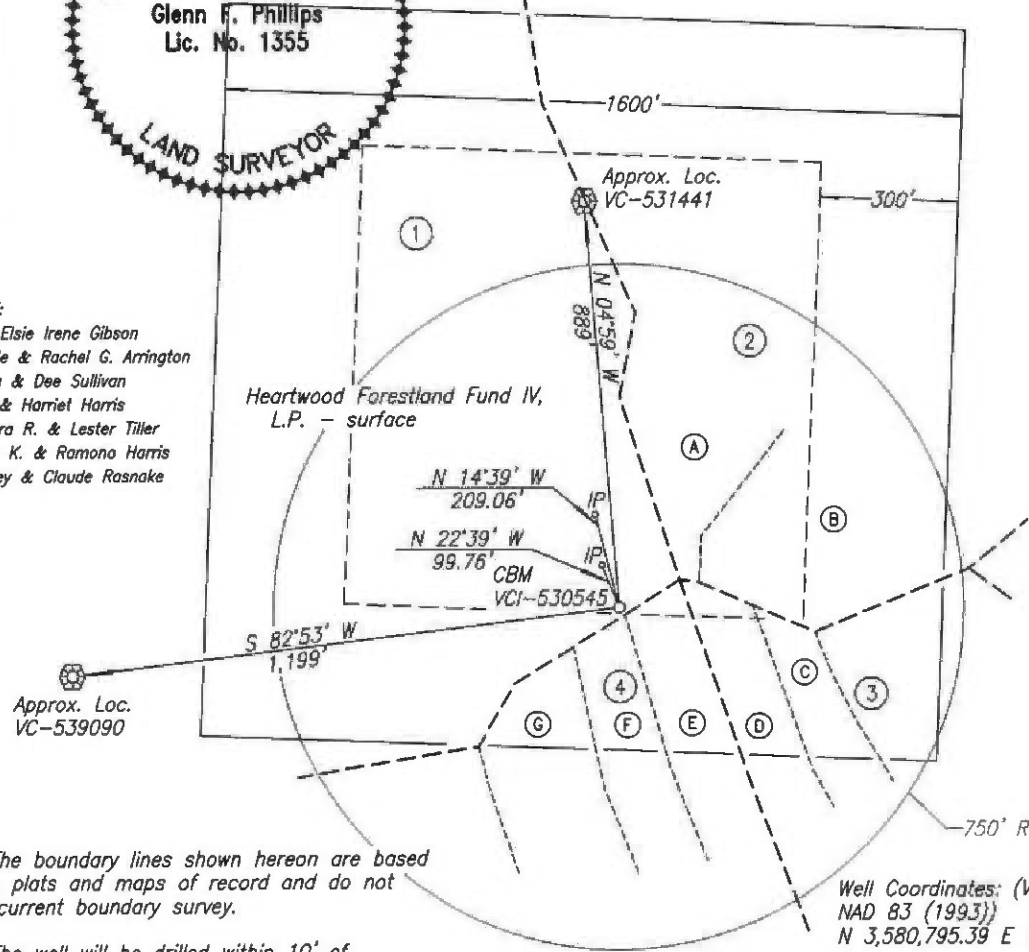 Glenn F. Phillips
Lic. No. 1355
LAND SURVEYOR
1600'
Approx. Loc.
VC-531441
300'
1
2
N 04°59' W
889'
Elsie Irene Gibson
e & Rachel G. Arrington
& Dee Sullivan
& Harriet Harris
ra R. & Lester Tiller
K. & Ramona Harris
ey & Claude Rasnake
Heartwood Forestland Fund IV,
L.P. - surface
A
B
N 14°39' W
209.06'
IP
N 22°39' W
99.76'
IP
CBM
VCI-530545
S 82°53' W
1,199'
Approx. Loc.
VC-539090
4
C
3
G
F
E
D
750' R
The boundary lines shown hereon are based
plats and maps of record and do not
current boundary survey.
Well Coordinates: (V
NAD 83 (1993))
N 3,580,795.39 E
The well will be drilled within 10' of